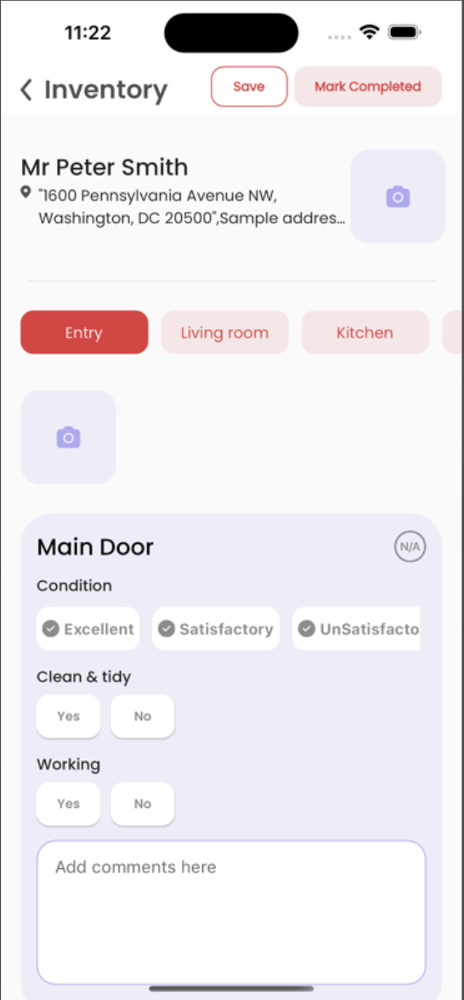 11:22
Inventory
Save
Mark Completed
Mr Peter Smith
"1600 Pennsylvania Avenue NW,
Washington, DC 20500",Sample addres...
Entry
Living room
Kitchen
Main Door
N/A
Condition
Excellent
Satisfactory
UnSatisfacto
Clean & tidy
Yes
No
Working
Yes
No
Add comments here